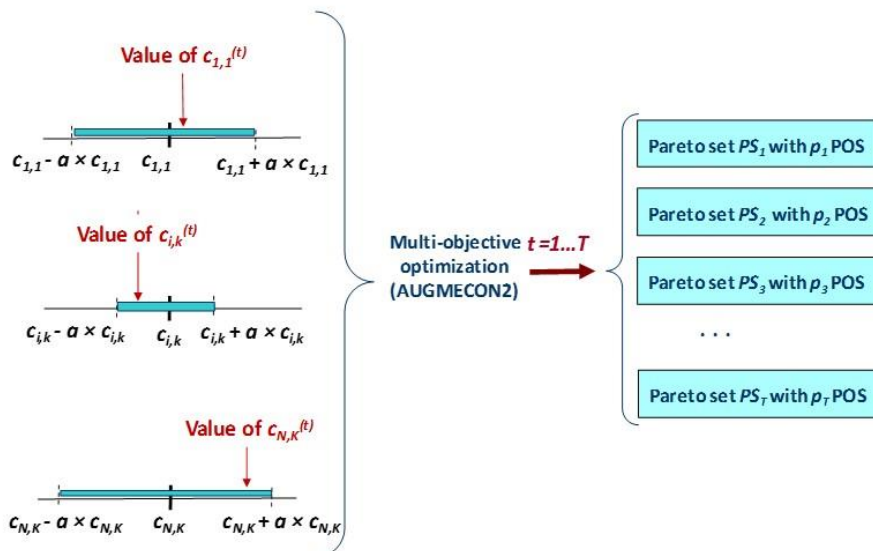 Value of c1,1(t)
c1,1 - a × c1,1 c1,1 c1,1 + a × c1,1
Value of ci,k(t)
ci,k - a × ci,k ci,k ci,k + a × ci,k
Value of cN,K(t)
cN,K - a × cN,K cN,K cN,K + a × cN,K
Multi-objective
optimization
(AUGMECON2)
t =1...T
Pareto set PS1 with p1 POS
Pareto set PS2 with p2 POS
Pareto set PS3 with p3 POS
. . .
Pareto set PST with pT POS